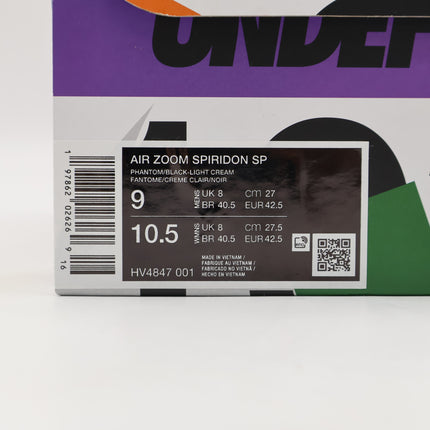 UNDEF
AIR ZOOM SPIRIDON SP
PHANTOM/BLACK-LIGHT CREAM
FANTOME/CREME CLAIR/NOIR
9 MENS UK 8 cm 27
BR 40.5 EUR 42.5
10.5 WMNS UK 8 cm 27.5
BR 40.5 EUR 42.5
MADE IN VIETNAM /
FABRIQUE AU VIETNAM /
FABRICADO NO VIETNÃ /
HECHO EN VIETNAM
HV4847 001
1 97862 02626 9 16